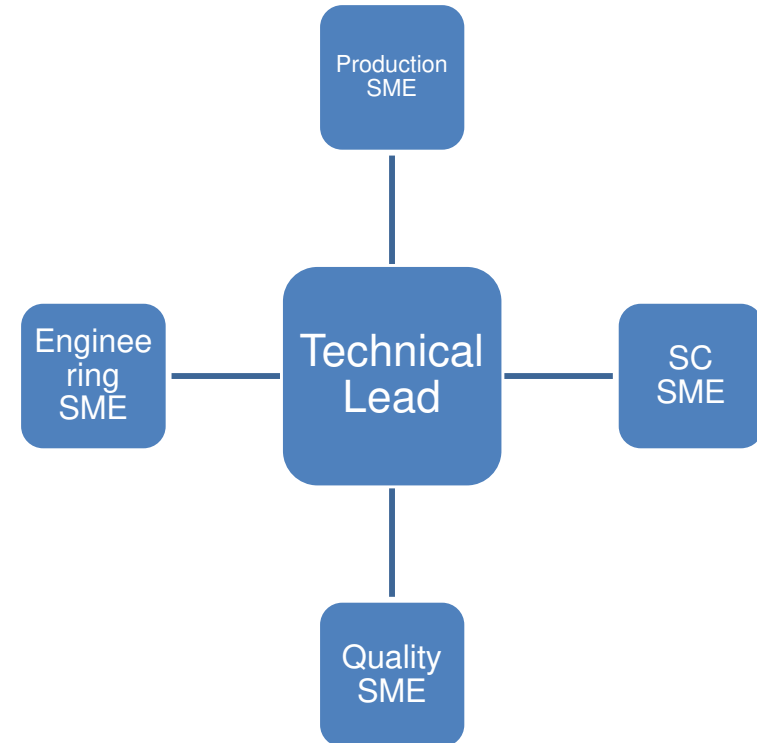 Production
SME
Enginee
ring
SME
Technical
Lead
SC
SME
Quality
SME